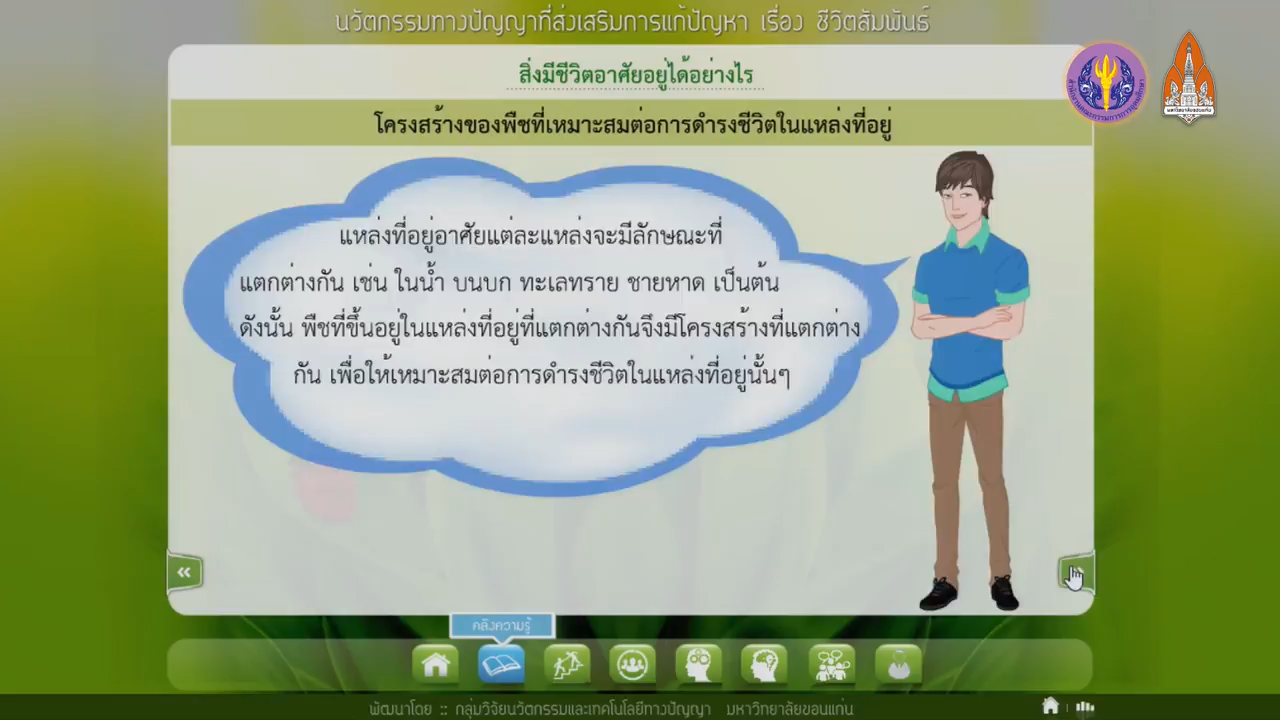 นวัตกรรมทางปัญญาที่ส่งเสริมการแก้ปัญหา เรื่อง ชีวิตสัมพันธ์
สิ่งมีชีวิตอาศัยอยู่ได้อย่างไร
โครงสร้างของพืชที่เหมาะสมต่อการดำรงชีวิตในแหล่งที่อยู่
แหล่งที่อยู่อาศัยแต่ละแหล่งจะมีลักษณะที่
แตกต่างกัน เช่น ในน้ำ บนบก ทะเลทราย ชายหาด เป็นต้น
ดังนั้น พืชที่ขึ้นอยู่ในแหล่งที่อยู่ที่แตกต่างกันจึงมีโครงสร้างที่แตกต่าง
กัน เพื่อให้เหมาะสมต่อการดำรงชีวิตในแหล่งที่อยู่นั้นๆ
คลังความรู้
พัฒนาโดย :: กลุ่มวิจัยนวัตกรรมและเทคโนโลยีทางปัญญา มหาวิทยาลัยขอนแก่น